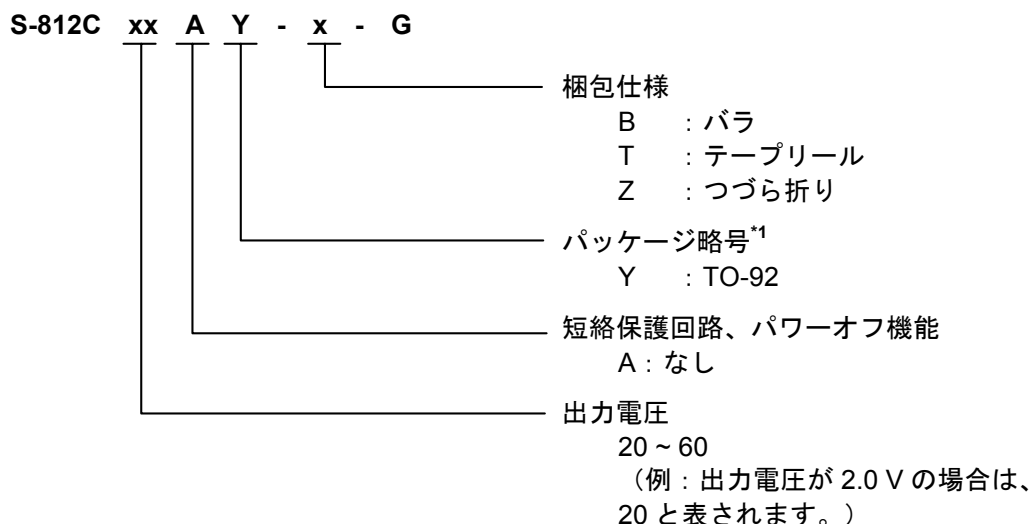 S-812C xx A Y - x - G
梱包仕様
B : バラ
T : テープリール
Z : つづら折り
パッケージ略号*1
Y : TO-92
短絡保護回路、パワーオフ機能
A : なし
出力電圧
20 ~ 60
（例 : 出力電圧が 2.0 V の場合は、
20 と表されます。）